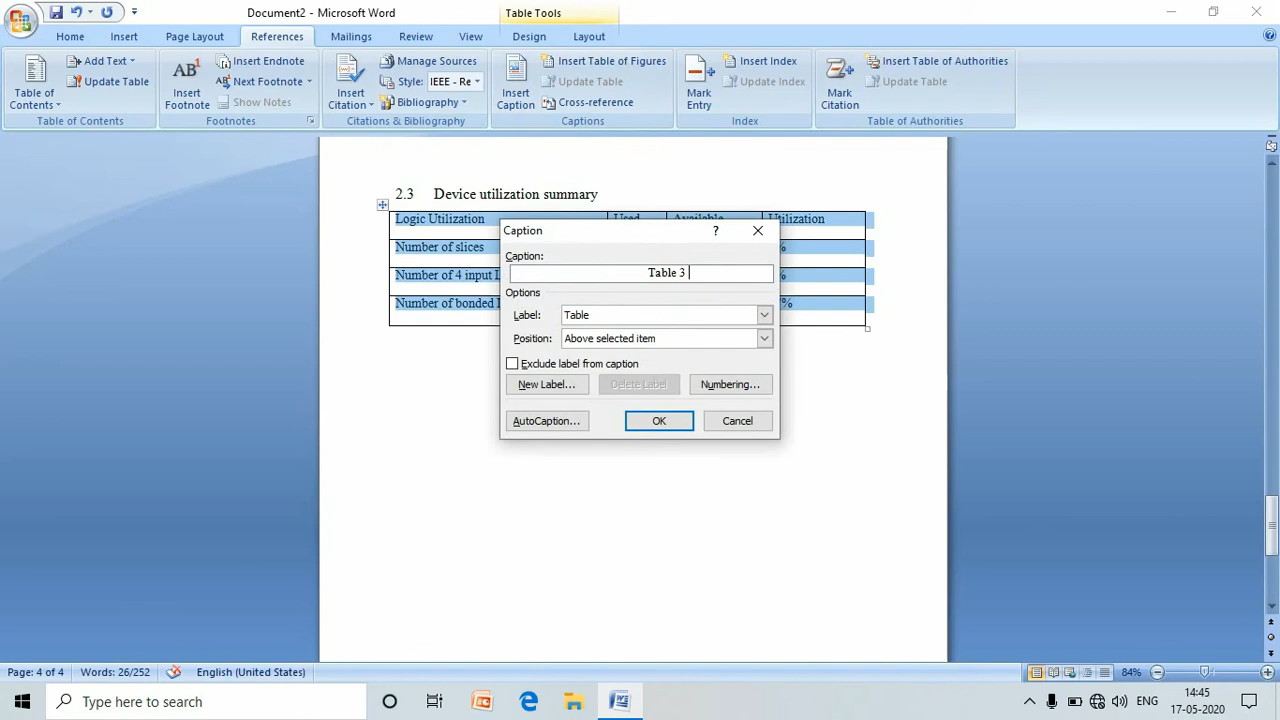 Document2 - Microsoft Word
Table Tools
Home Insert Page Layout References Mailings Review View Design Layout
Table of Contents
Add Text
Update Table
Table of Contents
AB1
Insert Footnote
Insert Endnote
Next Footnote
Show Notes
Footnotes
Insert Citation
Manage Sources
Style: IEEE - Re
Bibliography
Citations & Bibliography
Insert Caption
Insert Table of Figures
Update Table
Cross-reference
Captions
Mark Entry
Insert Index
Update Index
Index
Mark Citation
Insert Table of Authorities
Update Table
Table of Authorities
2.3 Device utilization summary
Logic Utilization Used Available Utilization
Number of slices %
Number of 4 input %
Number of bonded %
Caption ?
Caption:
Table 3
Options
Label: Table
Position: Above selected item
Exclude label from caption
New Label... Delete Label Numbering...
AutoCaption... OK Cancel
Page: 4 of 4 Words: 26/252 English (United States) 84%
Type here to search
ENG
14:45
17-05-2020